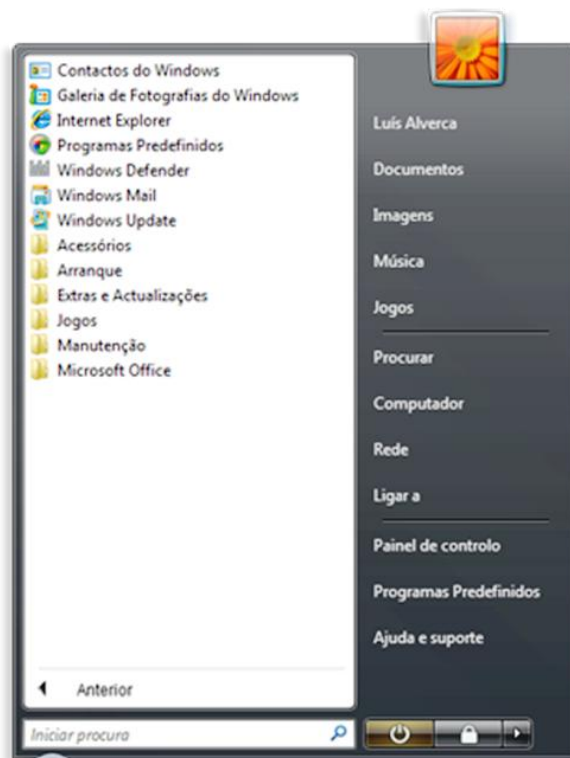 Contactos do Windows
Galeria de Fotografias do Windows
Internet Explorer
Programas Predefinidos
Windows Defender
Windows Mail
Windows Update
Acessórios
Arranque
Extras e Actualizações
Jogos
Manutenção
Microsoft Office
Anterior
Iniciar procura
Luís Alverca
Documentos
Imagens
Música
Jogos
Procurar
Computador
Rede
Ligar a
Painel de controlo
Programas Predefinidos
Ajuda e suporte